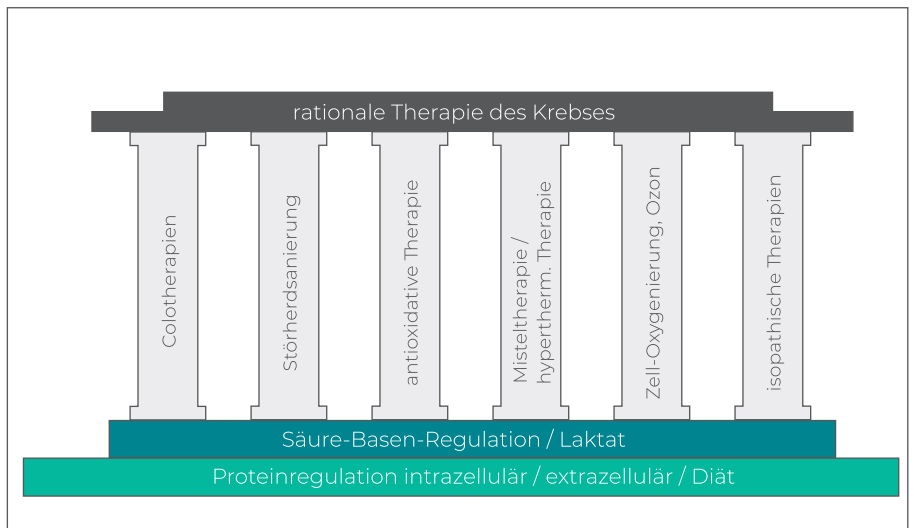 rationale Therapie des Krebses
Colotherapien
Störherdsanierung
antioxidative Therapie
Misteltherapie /
hypertherm. Therapie
Zell-Oxygenierung, Ozon
isopathische Therapien
Säure-Basen-Regulation / Laktat
Proteinregulation intrazellulär / extrazellulär / Diät